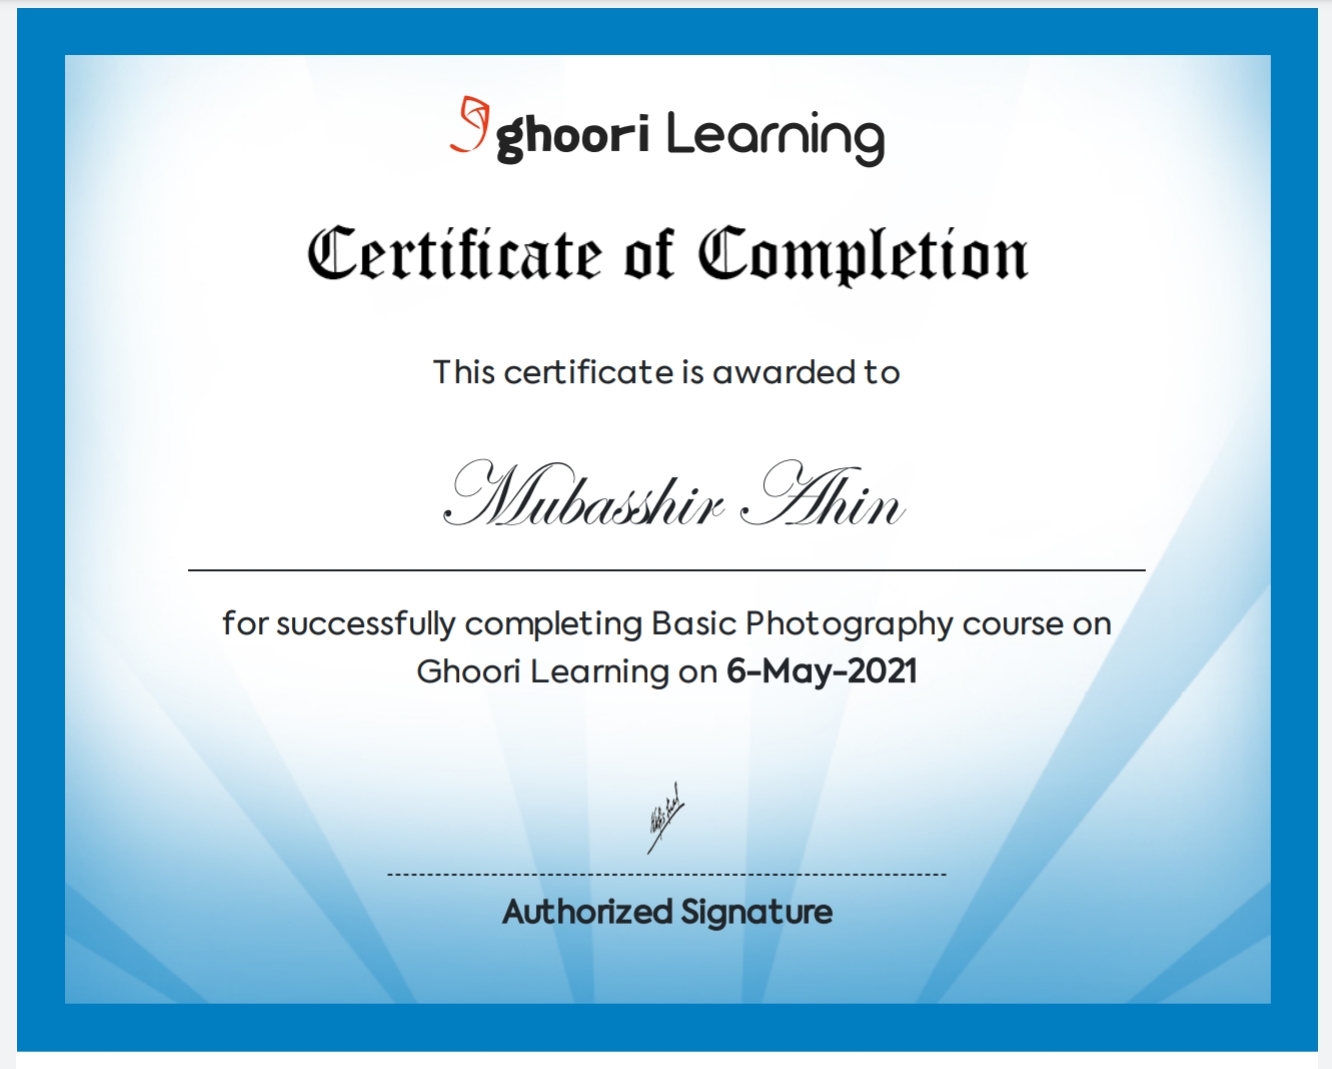 ghoori Learning
Certificate of Completion
This certificate is awarded to
Mubasshir Ahin
for successfully completing Basic Photography course on
Ghoori Learning on 6-May-2021
Authorized Signature